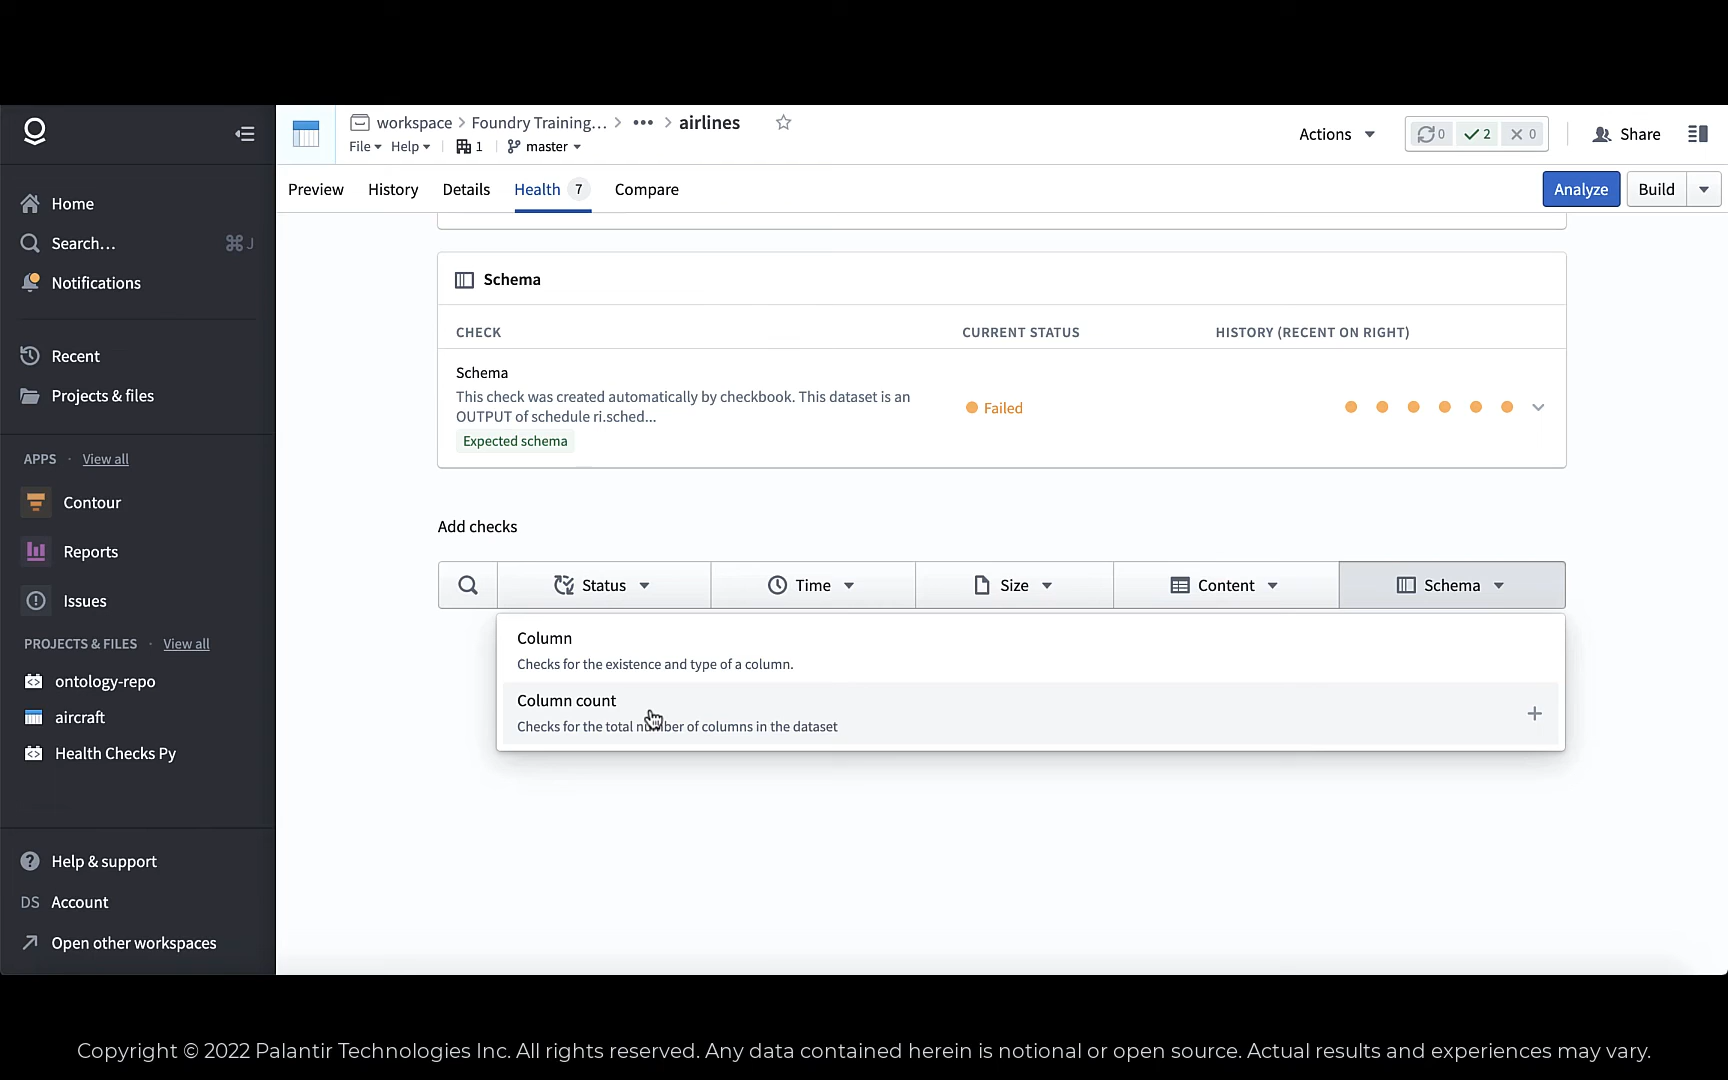 workspace > Foundry Training... > ••• > airlines
File Help 1 master
Actions
0 2 0
Share
Preview History Details Health 7 Compare
Analyze Build
Home
Search... ⌘ J
Notifications
Recent
Projects & files
APPS · View all
Contour
Reports
Issues
PROJECTS & FILES · View all
ontology-repo
aircraft
Health Checks Py
Help & support
DS Account
Open other workspaces
Schema
CHECK CURRENT STATUS HISTORY (RECENT ON RIGHT)
Schema
This check was created automatically by checkbook. This dataset is an
OUTPUT of schedule ri.sched...
Failed
Expected schema
Add checks
Status Time Size Content Schema
Column
Checks for the existence and type of a column.
Column count
Checks for the total number of columns in the dataset
Copyright © 2022 Palantir Technologies Inc. All rights reserved. Any data contained herein is notional or open source. Actual results and experiences may vary.